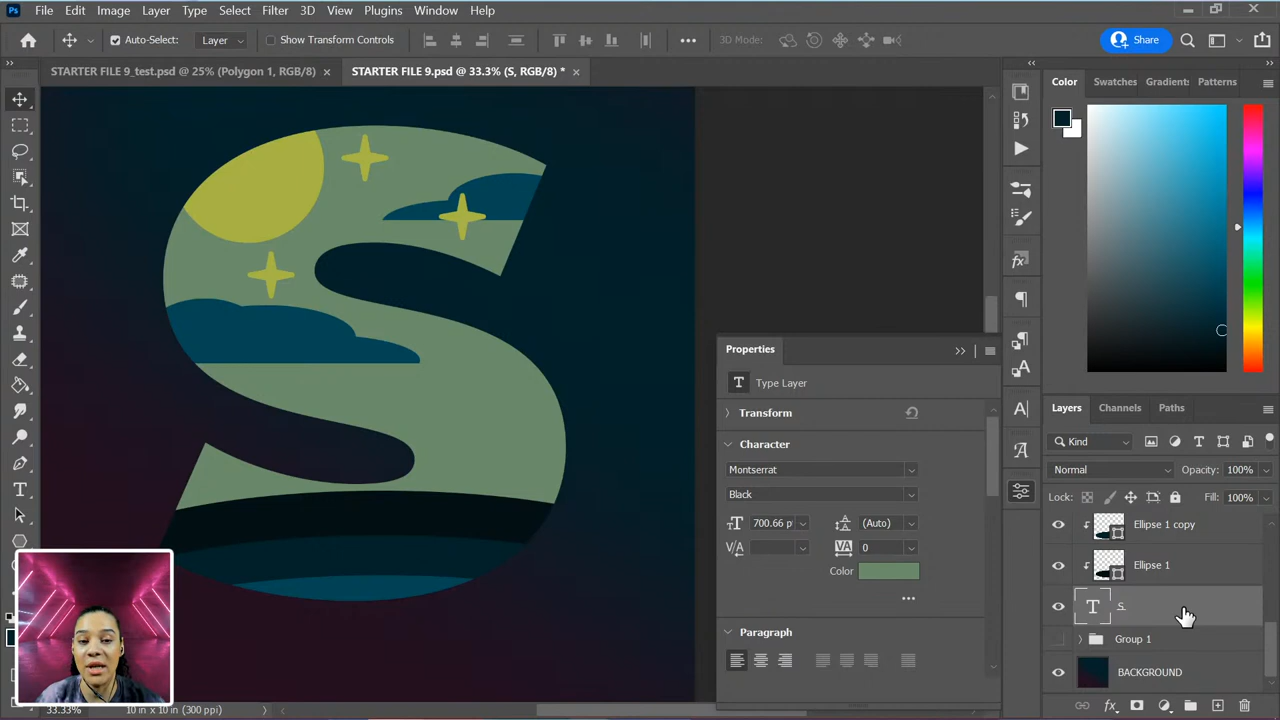 Ps File Edit Image Layer Type Select Filter 3D View Plugins Window Help
Auto-Select: Layer Show Transform Controls 3D Mode: Share
STARTER FILE 9_test.psd @ 25% (Polygon 1, RGB/8) × STARTER FILE 9.psd @ 33.3% (S, RGB/8) * ×
Color Swatches Gradient: Patterns
S
Properties
T Type Layer
Transform
Character
Montserrat
Black
700.66 p (Auto)
0
Color
Paragraph
Layers Channels Paths
Kind
Normal Opacity: 100%
Lock: Fill: 100%
Ellipse 1 copy
Ellipse 1
T S
Group 1
BACKGROUND
33.33% 10 in x 10 in (300 ppi)
fx